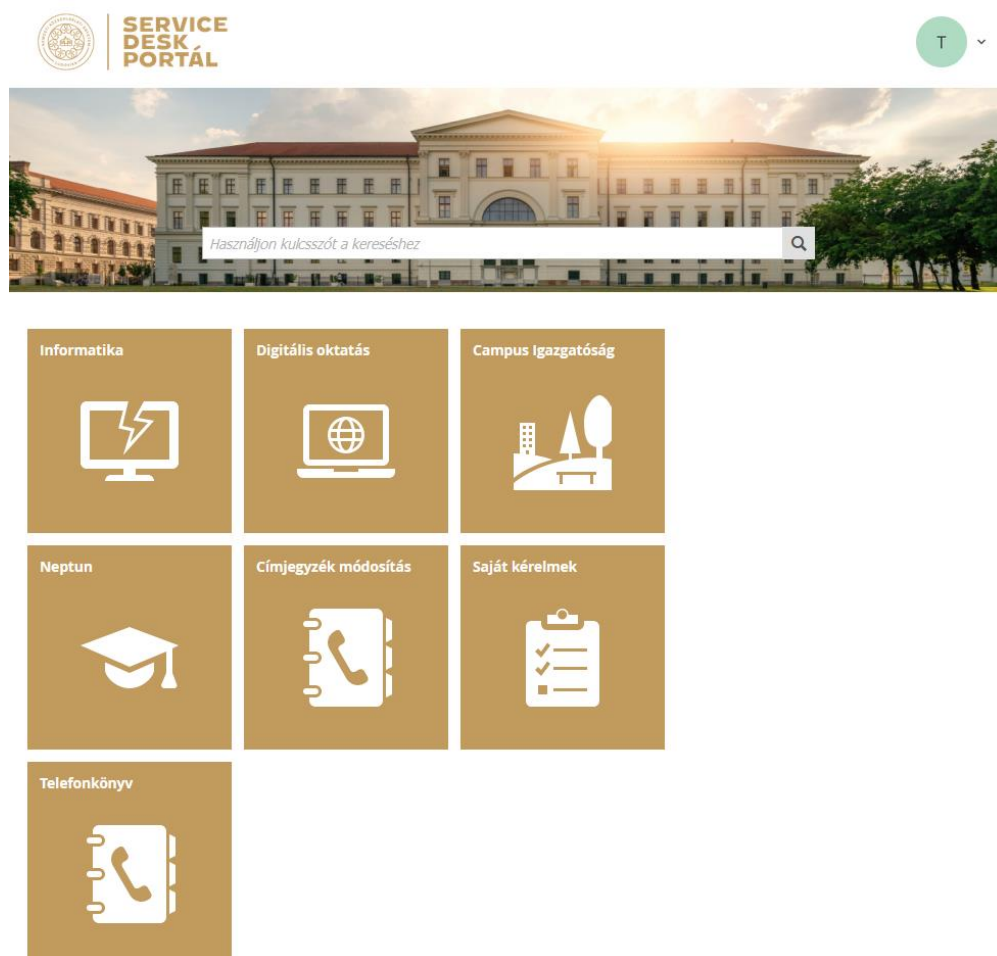 SERVICE
DESK
PORTÁL
T
Használjon kulcsszót a kereséshez
Informatika
Digitális oktatás
Campus Igazgatóság
Neptun
Címjegyzék módosítás
Saját kérelmek
Telefonkönyv